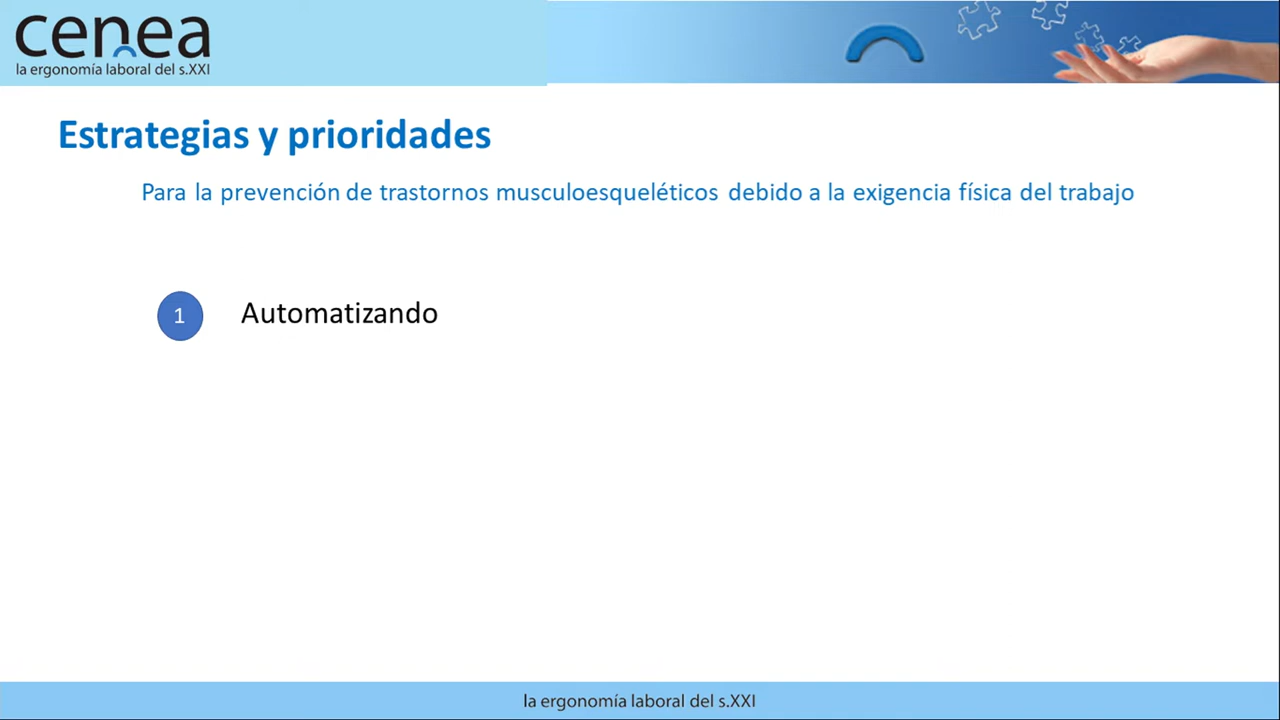 cenea
la ergonomía laboral del s.XXI
Estrategias y prioridades
Para la prevención de trastornos musculoesqueléticos debido a la exigencia física del trabajo
1 Automatizando
la ergonomía laboral del s.XXI